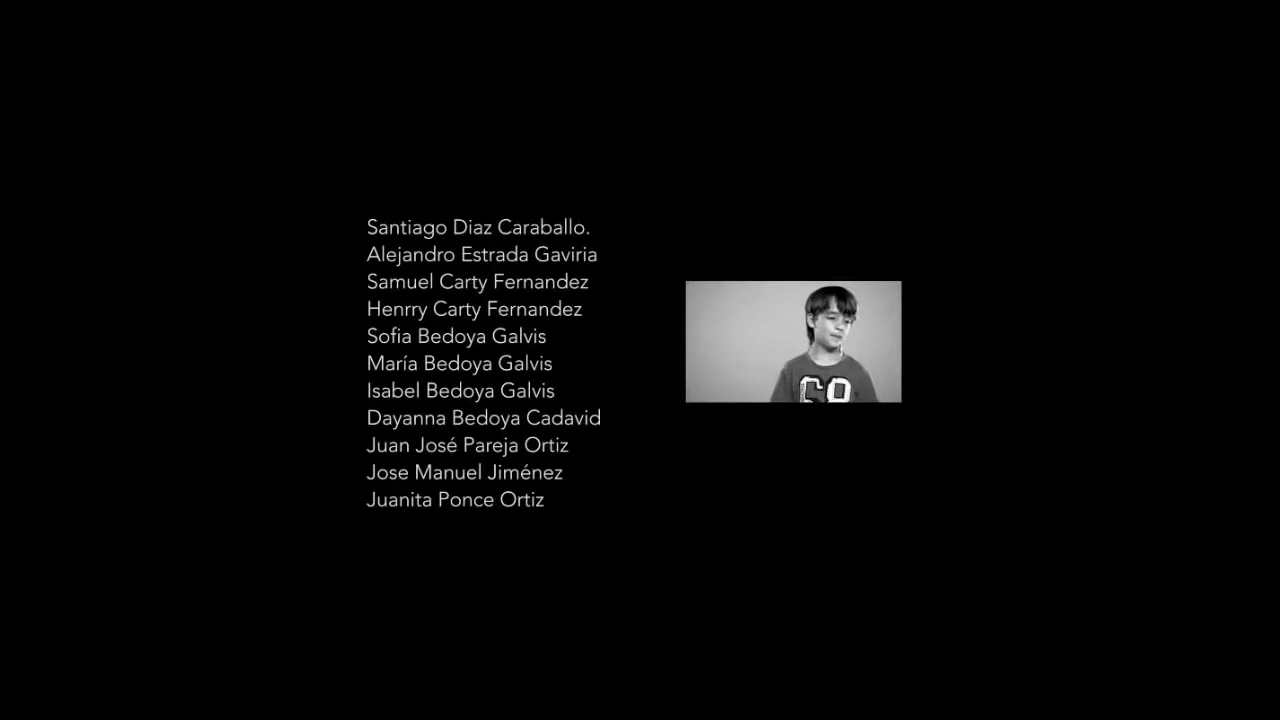 Santiago Diaz Caraballo.
Alejandro Estrada Gaviria
Samuel Carty Fernandez
Henrry Carty Fernandez
Sofia Bedoya Galvis
María Bedoya Galvis
Isabel Bedoya Galvis
Dayanna Bedoya Cadavid
Juan José Pareja Ortiz
Jose Manuel Jiménez
Juanita Ponce Ortiz
68